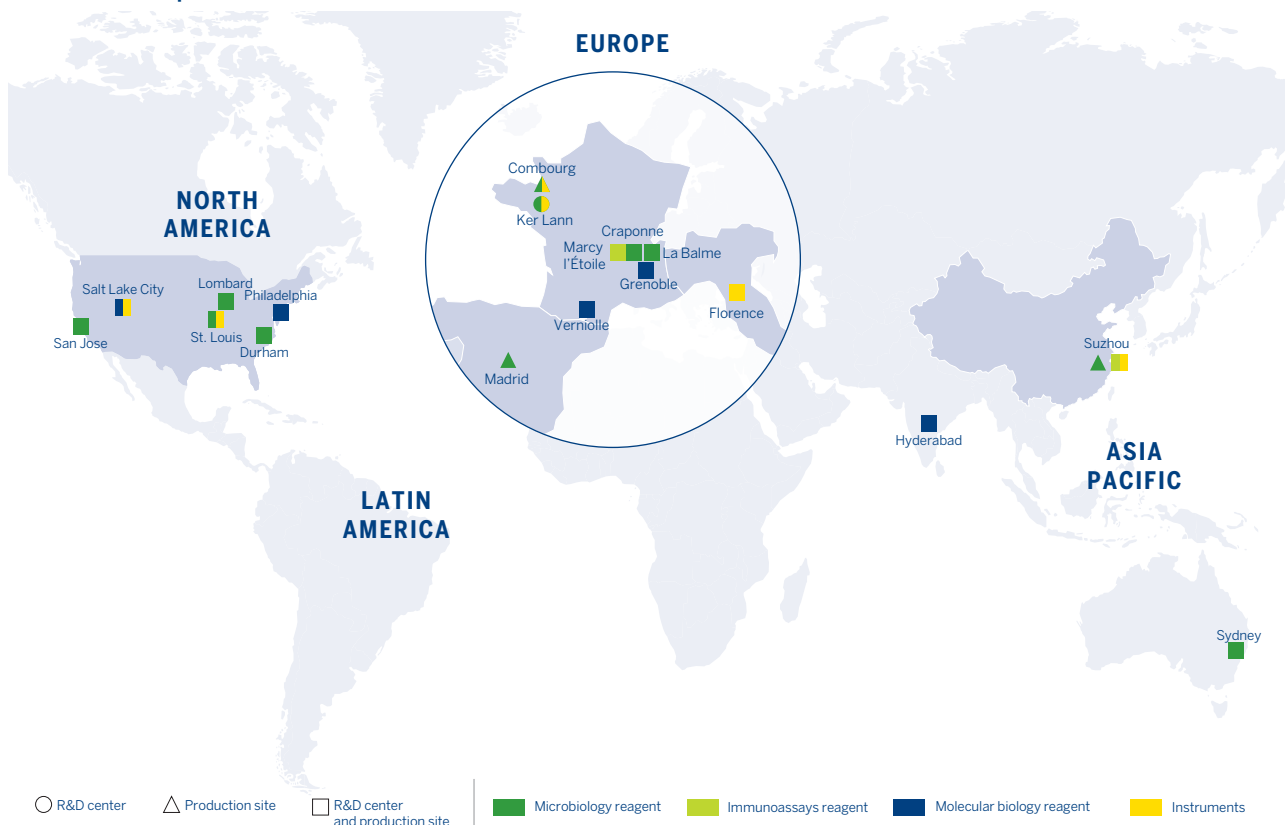 EUROPE
NORTH
AMERICA
LATIN
AMERICA
ASIA
PACIFIC
Combourg
Ker Lann
Craponne
Marcy
l'Étoile
La Balme
Grenoble
Verniolle
Florence
Madrid
Salt Lake City
Lombard
Philadelphia
San Jose
St. Louis
Durham
Suzhou
Hyderabad
Sydney
R&D center
Production site
R&D center
and production site
Microbiology reagent
Immunoassays reagent
Molecular biology reagent
Instruments